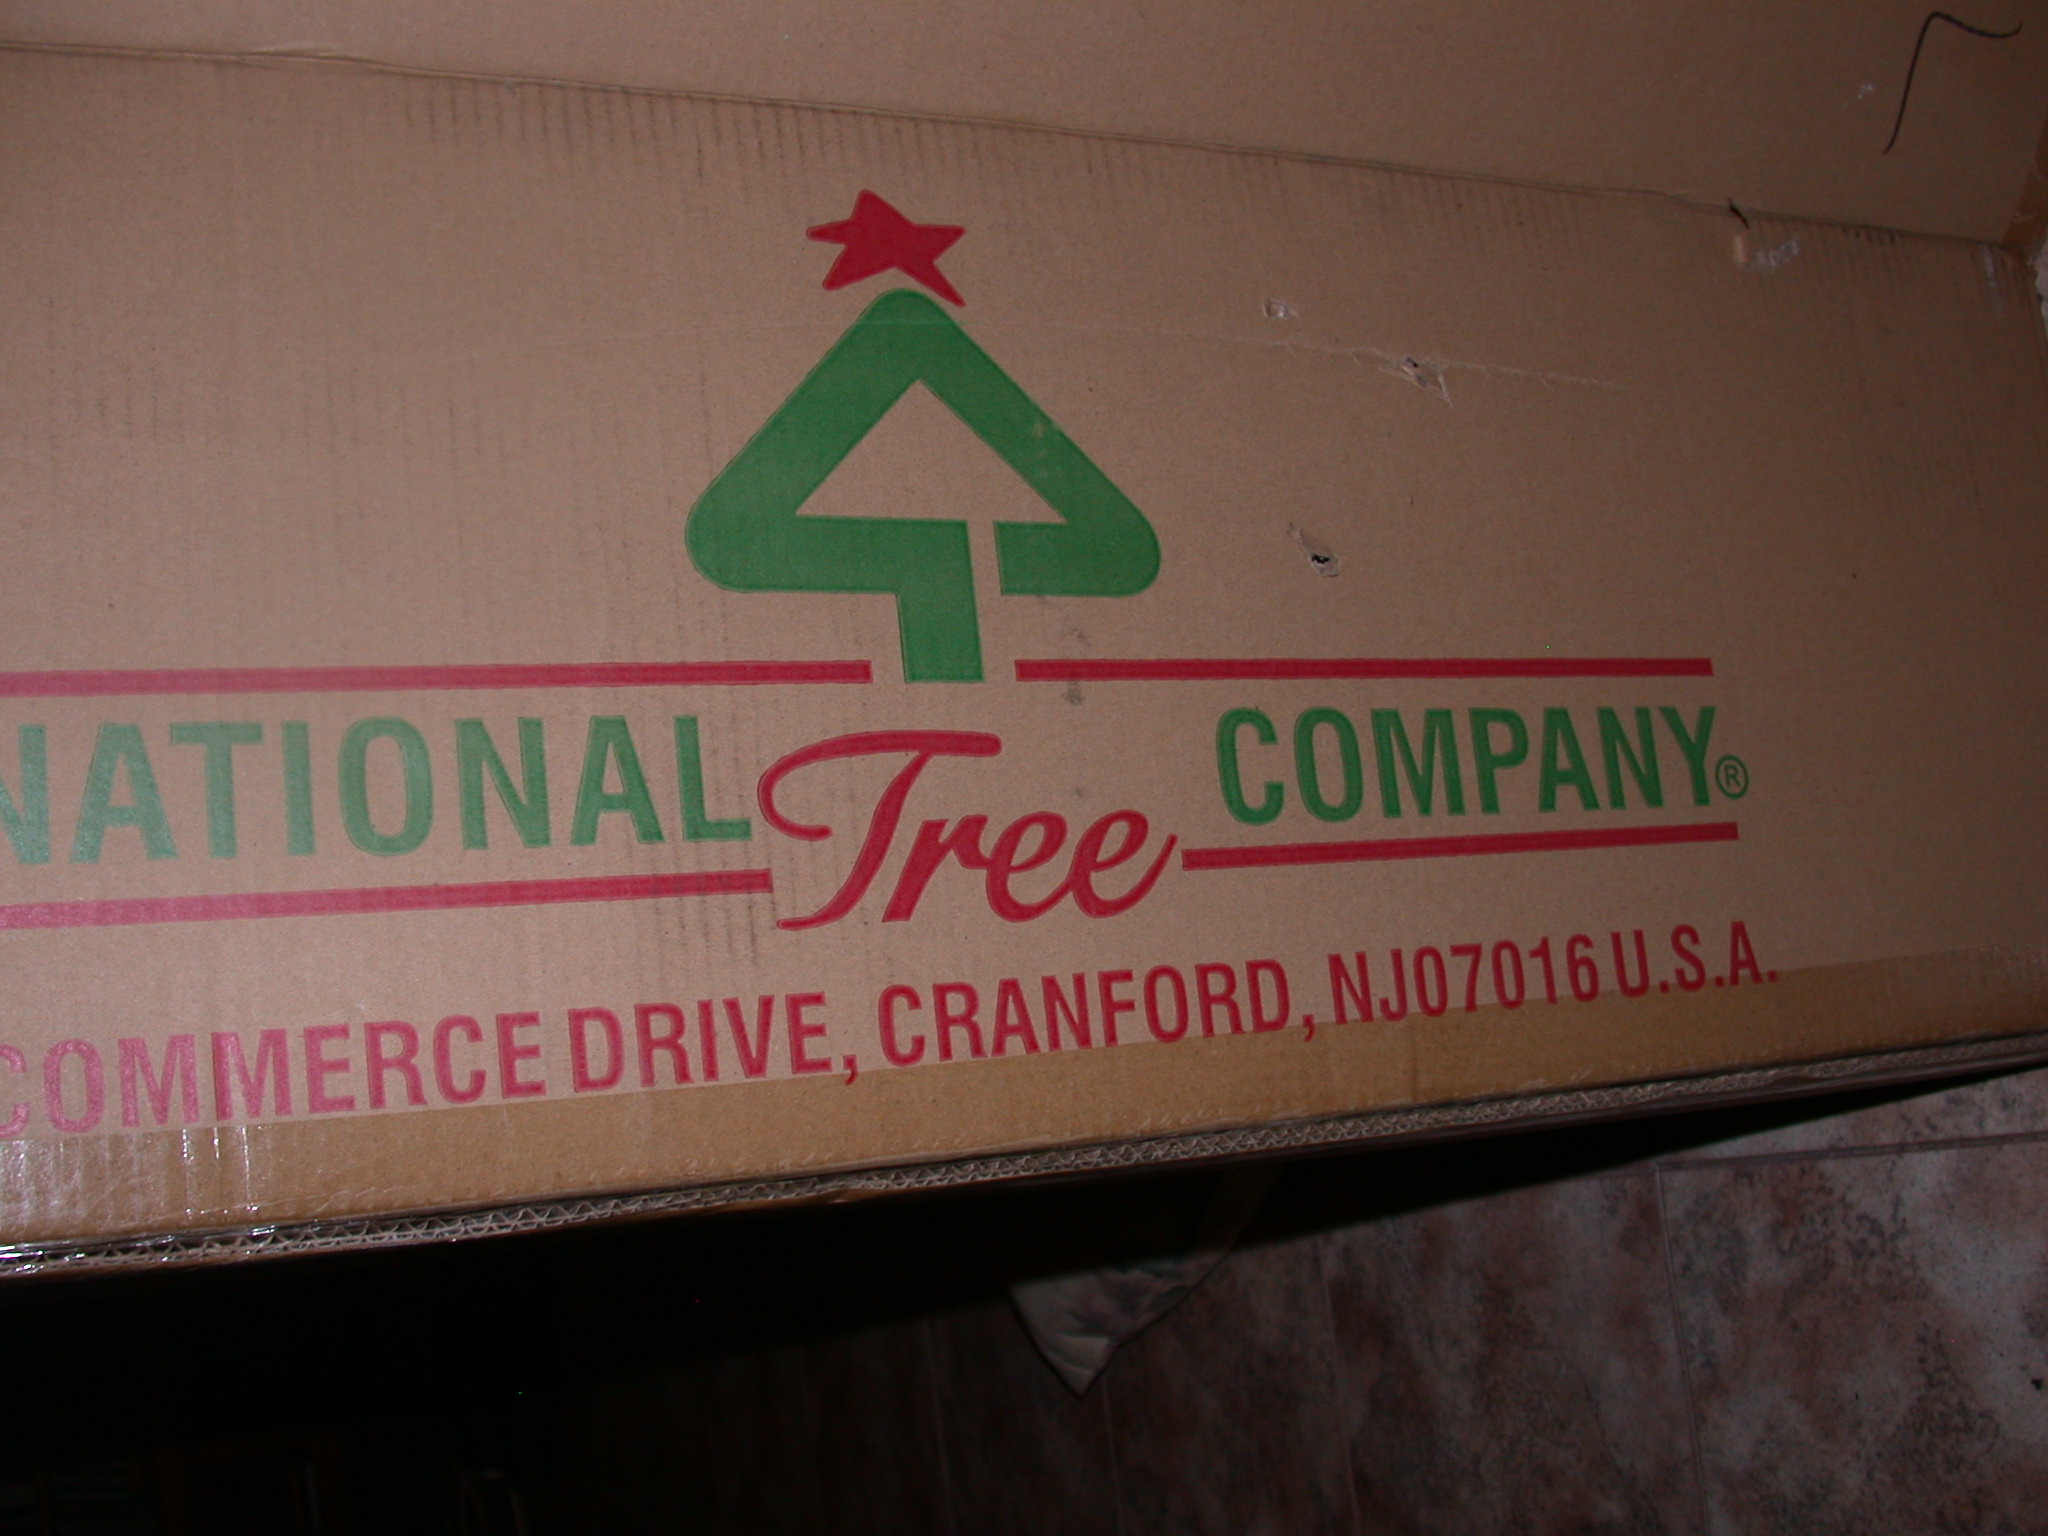 NATIONAL Tree COMPANY®
COMMERCE DRIVE, CRANFORD, NJ07016 U.S.A.